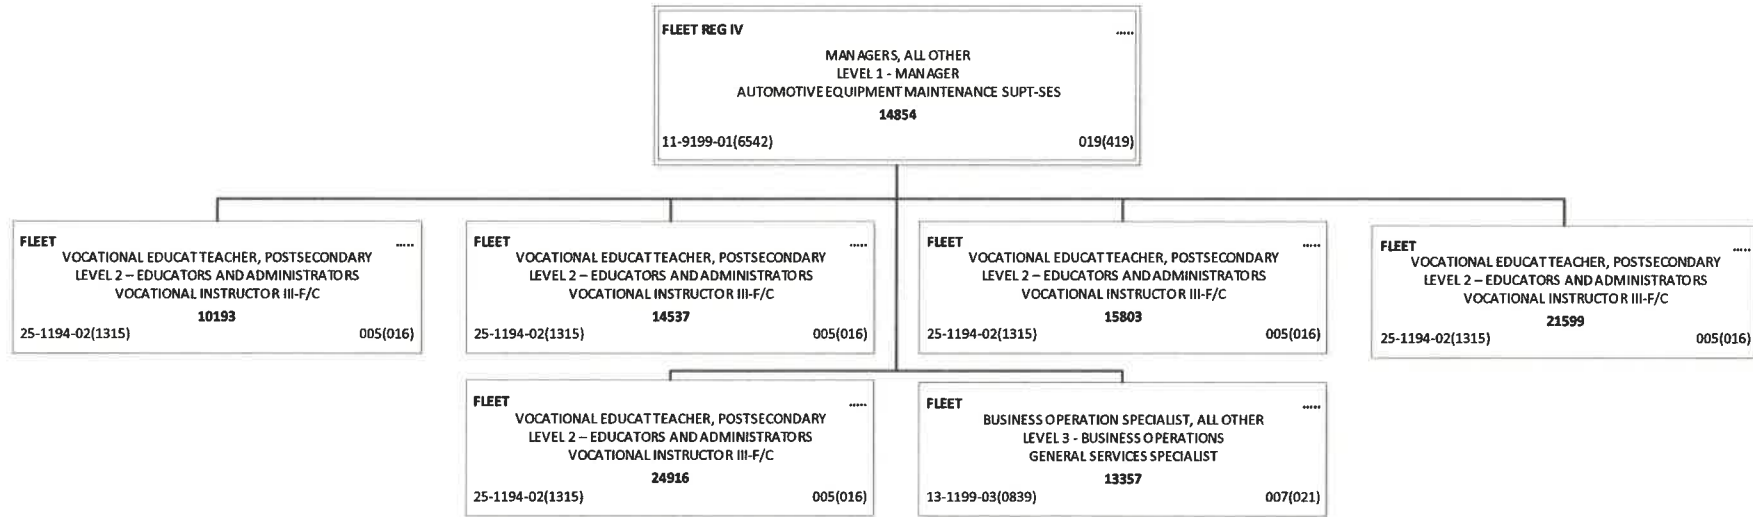 FLEET REG IV .....
MANAGERS, ALL OTHER
LEVEL 1 - MANAGER
AUTOMOTIVE EQUIPMENT MAINTENANCE SUPT-SES
14854
11-9199-01(6542) 019(419)
FLEET .....
VOCATIONAL EDUCAT TEACHER, POSTSECONDARY
LEVEL 2 – EDUCATORS AND ADMINISTRATORS
VOCATIONAL INSTRUCTOR III-F/C
10193
25-1194-02(1315) 005(016)
FLEET .....
VOCATIONAL EDUCAT TEACHER, POSTSECONDARY
LEVEL 2 – EDUCATORS AND ADMINISTRATORS
VOCATIONAL INSTRUCTOR III-F/C
14537
25-1194-02(1315) 005(016)
FLEET .....
VOCATIONAL EDUCAT TEACHER, POSTSECONDARY
LEVEL 2 – EDUCATORS AND ADMINISTRATORS
VOCATIONAL INSTRUCTOR III-F/C
15803
25-1194-02(1315) 005(016)
FLEET .....
VOCATIONAL EDUCAT TEACHER, POSTSECONDARY
LEVEL 2 – EDUCATORS AND ADMINISTRATORS
VOCATIONAL INSTRUCTOR III-F/C
21599
25-1194-02(1315) 005(016)
FLEET .....
VOCATIONAL EDUCAT TEACHER, POSTSECONDARY
LEVEL 2 – EDUCATORS AND ADMINISTRATORS
VOCATIONAL INSTRUCTOR III-F/C
24916
25-1194-02(1315) 005(016)
FLEET .....
BUSINESS OPERATION SPECIALIST, ALL OTHER
LEVEL 3 - BUSINESS OPERATIONS
GENERAL SERVICES SPECIALIST
13357
13-1199-03(0839) 007(021)